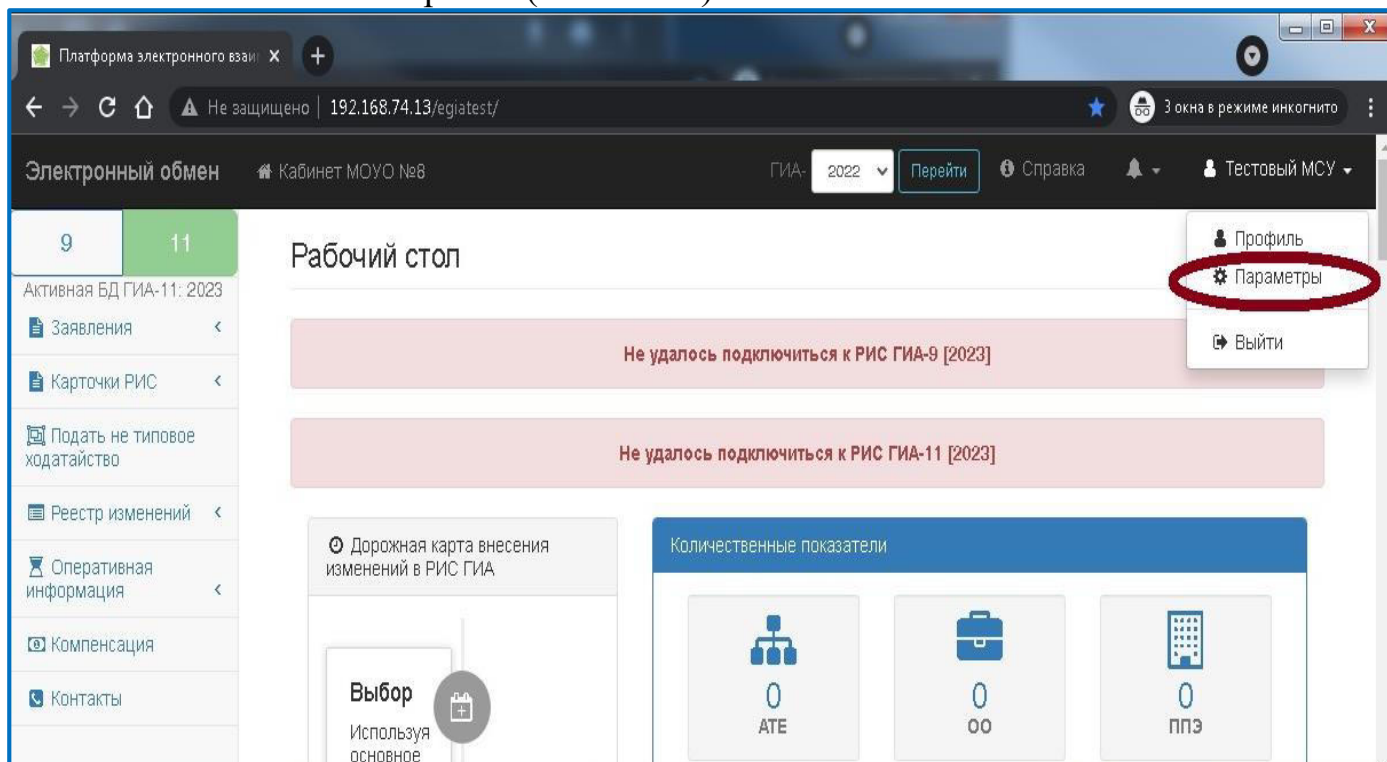 Платформа электронного взаи
Не защищено | 192.168.74.13/egiatest/
3 окна в режиме инкогнито
Электронный обмен
Кабинет МОУО №8
ГИА- 2022 Перейти
Справка
Тестовый МСУ
9 11
Активная БД ГИА-11: 2023
Заявления
Карточки РИС
Подать не типовое
ходатайство
Реестр изменений
Оперативная
информация
Компенсация
Контакты
Рабочий стол
Профиль
Параметры
Выйти
Не удалось подключиться к РИС ГИА-9 [2023]
Не удалось подключиться к РИС ГИА-11 [2023]
Дорожная карта внесения
изменений в РИС ГИА
Выбор
Используя
основное
Количественные показатели
0
АТЕ
0
ОО
0
ППЭ